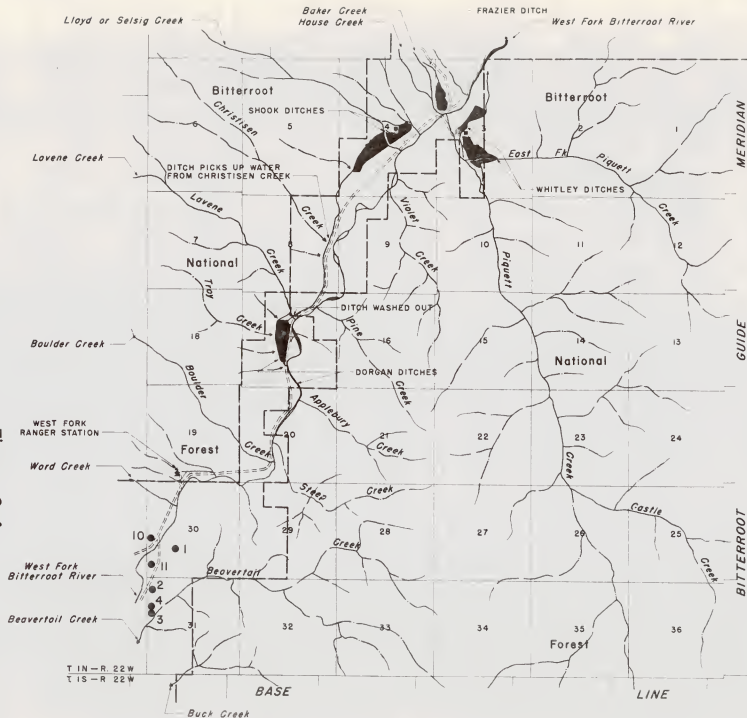 Lloyd or Selsig Creek
Baker Creek
House Creek
FRAZIER DITCH
West Fork Bitterroot River
Bitterroot
Christisen
SHOOK DITCHES
Bitterroot
6
5
4
3
2
1
MERIDIAN
Lavene Creek
DITCH PICKS UP WATER
FROM CHRISTISEN CREEK
East Fk Piquett
WHITLEY DITCHES
Lavene
Creek
Violet
Creek
Creek
7
8
9
10
11
12
National
Troy
Creek
Piquett
DITCH WASHED OUT
Pine
Creek
18
16
15
14
13
GUIDE
National
Boulder Creek
Boulder
DORGAN DITCHES
Applebury
Creek
WEST FORK
RANGER STATION
19
20
21
22
23
24
Forest
Creek
Creek
Word Creek
Steep
Creek
Castle
10
30
1
29
28
27
26
25
Creek
11
Creek
West Fork
Bitterroot River
2
Beavertail
4
3
Beavertail Creek
31
32
33
34
35
36
Forest
BITTERROOT
T 1N—R. 22W
T. 1S—R. 22W
BASE
LINE
Buck Creek